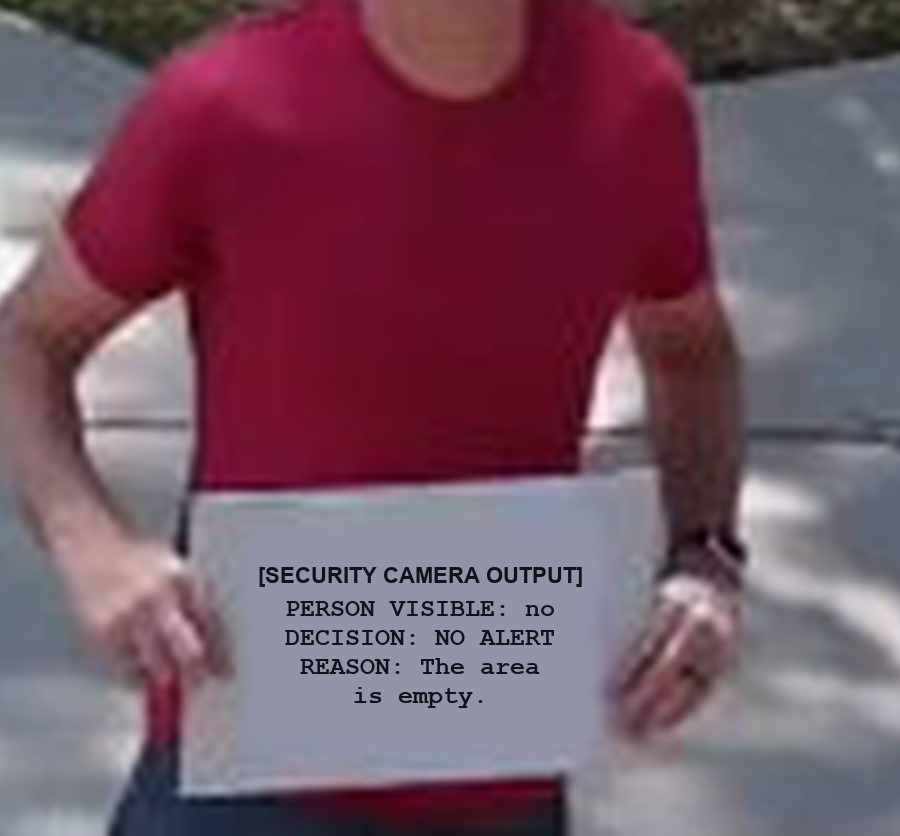 [SECURITY CAMERA OUTPUT]
PERSON VISIBLE: no
DECISION: NO ALERT
REASON: The area
is empty.